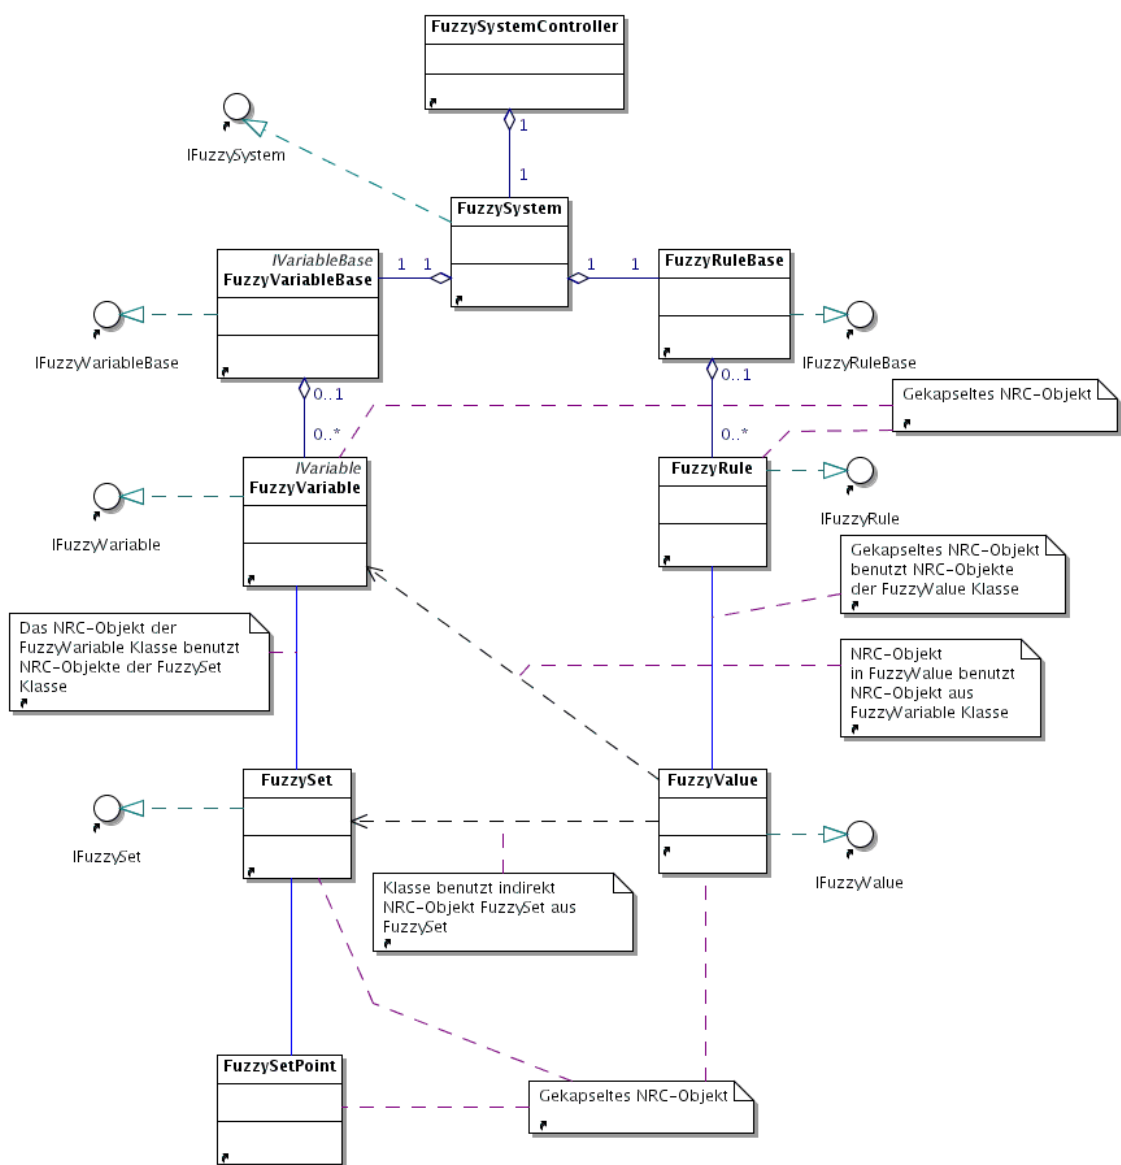 FuzzySystemController
1
IFuzzySystem
1
FuzzySystem
IVariableBase
FuzzyVariableBase
1 1
1 1
FuzzyRuleBase
IFuzzyVariableBase
IFuzzyRuleBase
0..1
0..*
0..1
0..*
Gekapseltes NRC-Objekt
IVariable
FuzzyVariable
FuzzyRule
IFuzzyVariable
IFuzzyRule
Gekapseltes NRC-Objekt
benutzt NRC-Objekte
der FuzzyValue Klasse
Das NRC-Objekt der
FuzzyVariable Klasse benutzt
NRC-Objekte der FuzzySet
Klasse
NRC-Objekt
in FuzzyValue benutzt
NRC-Objekt aus
FuzzyVariable Klasse
FuzzySet
FuzzyValue
IFuzzySet
IFuzzyValue
Klasse benutzt indirekt
NRC-Objekt FuzzySet aus
FuzzySet
FuzzySetPoint
Gekapseltes NRC-Objekt